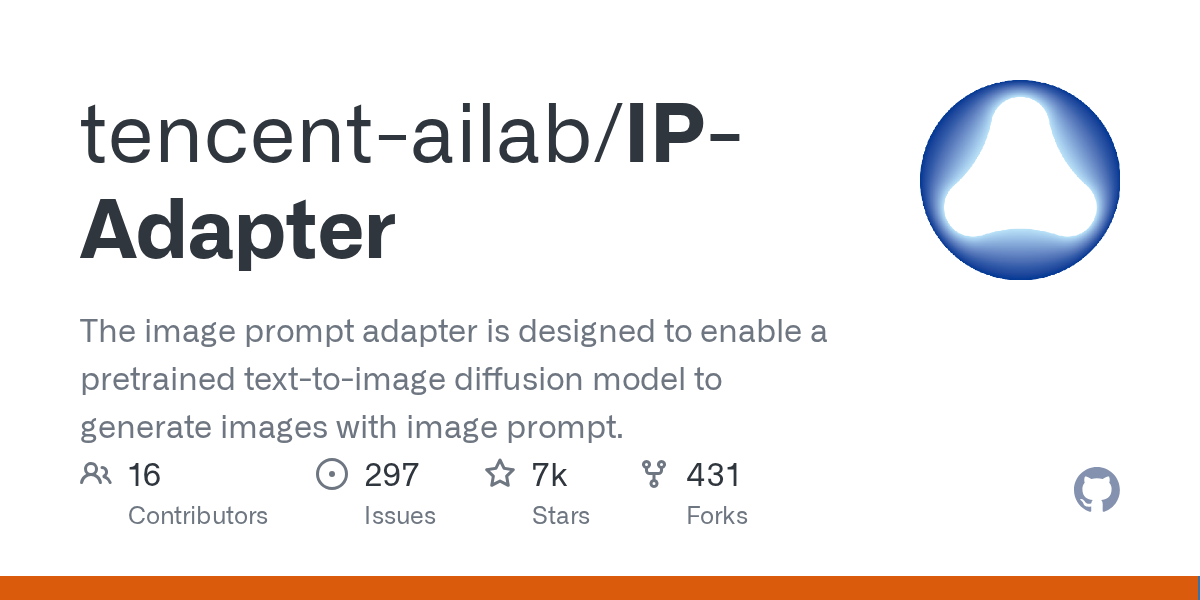 tencent-ailab/IP-
Adapter
The image prompt adapter is designed to enable a
pretrained text-to-image diffusion model to
generate images with image prompt.
16 297 7k 431
Contributors Issues Stars Forks